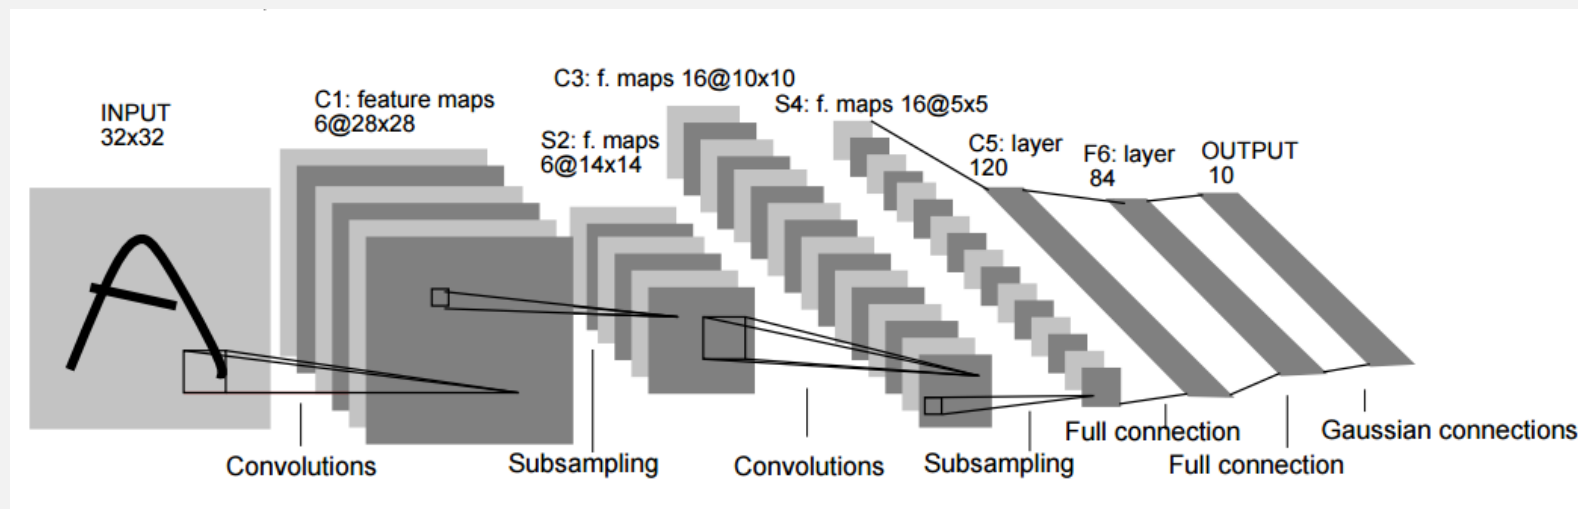 INPUT
32x32
C1: feature maps
6@28x28
S2: f. maps
6@14x14
C3: f. maps 16@10x10
S4: f. maps 16@5x5
C5: layer
120
F6: layer
84
OUTPUT
10
Convolutions
Subsampling
Convolutions
Subsampling
Full connection
Full connection
Gaussian connections